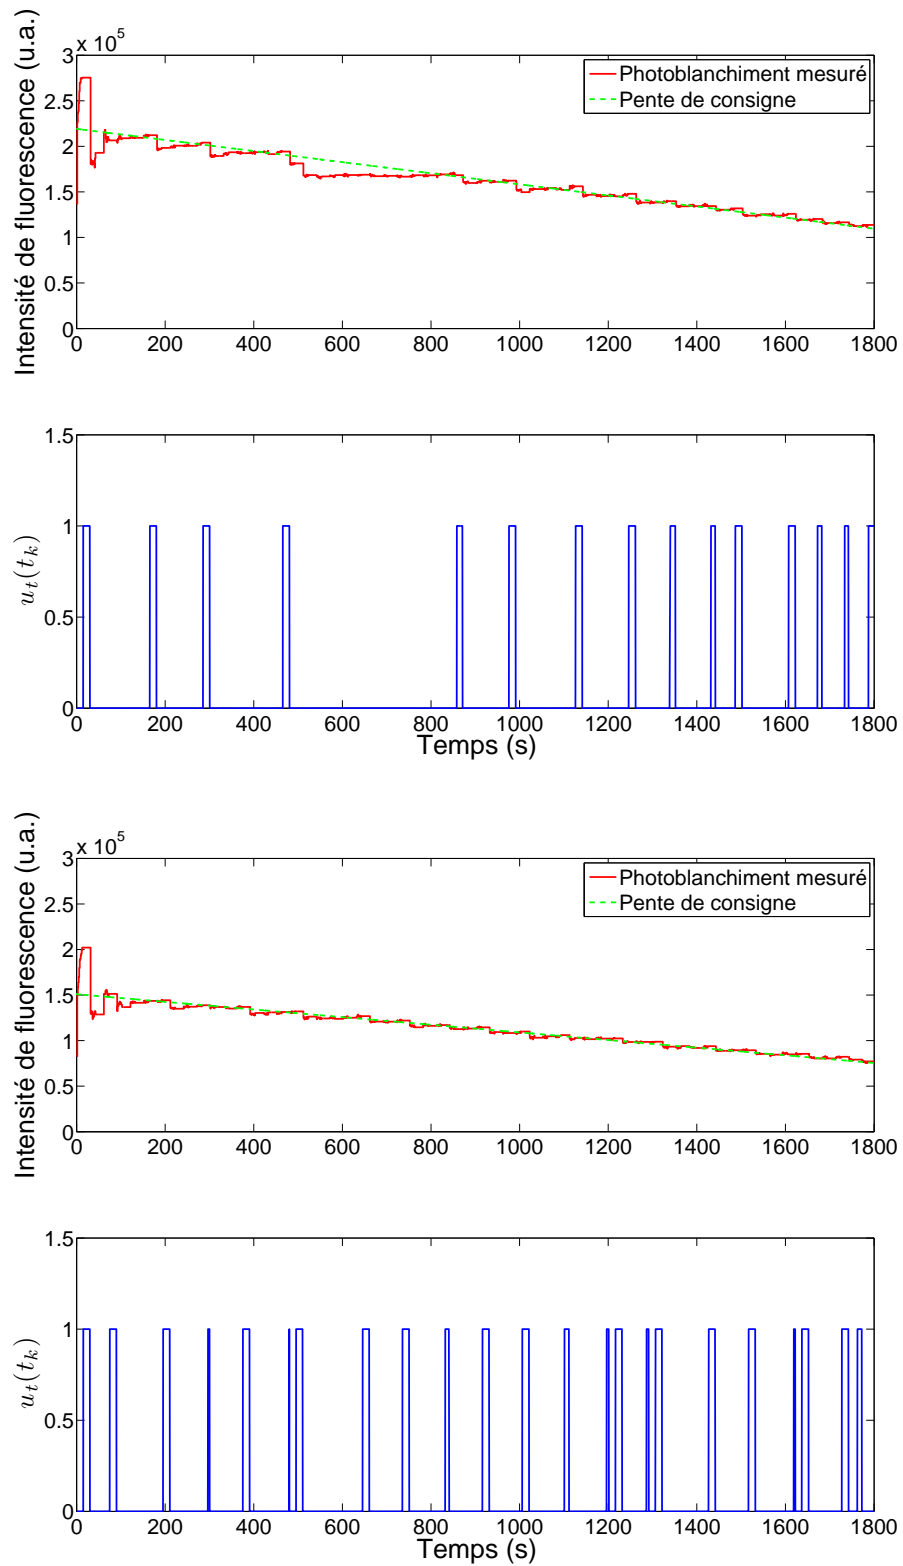 x 10^5
3
2.5
2
1.5
1
0.5
0
Intensité de fluorescence (u.a.)
Photoblanchiment mesuré
Pente de consigne
0 200 400 600 800 1000 1200 1400 1600 1800
1.5
1
0.5
0
u_t(t_k)
0 200 400 600 800 1000 1200 1400 1600 1800
Temps (s)
x 10^5
3
2.5
2
1.5
1
0.5
0
Intensité de fluorescence (u.a.)
Photoblanchiment mesuré
Pente de consigne
0 200 400 600 800 1000 1200 1400 1600 1800
1.5
1
0.5
0
u_t(t_k)
0 200 400 600 800 1000 1200 1400 1600 1800
Temps (s)